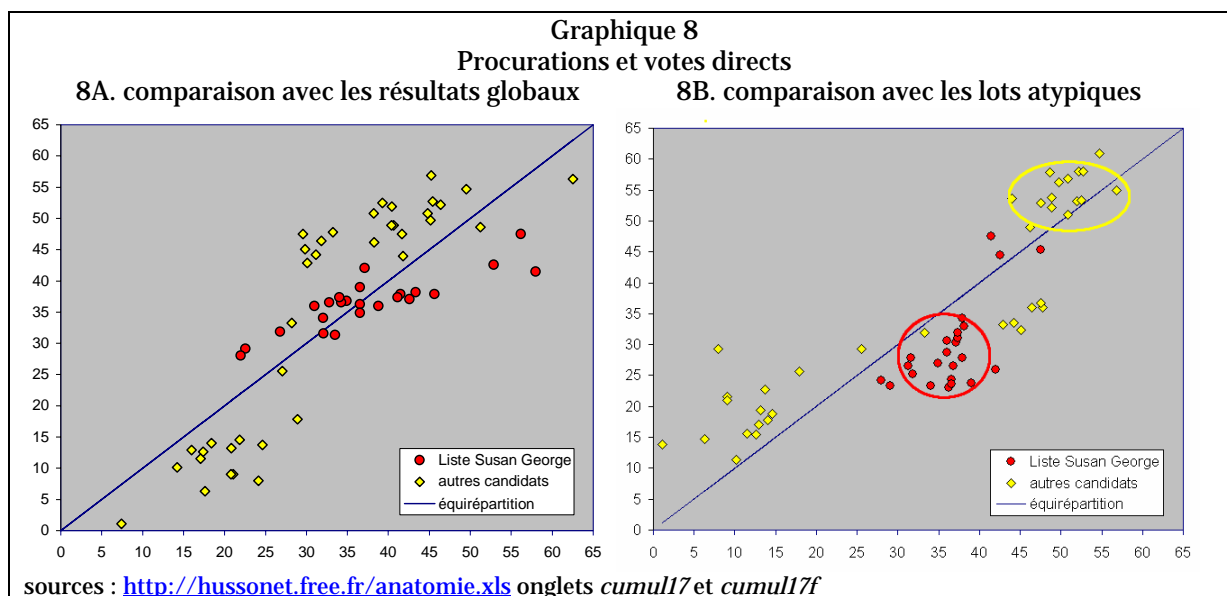 Graphique 8
Procurations et votes directs
8A. comparaison avec les résultats globaux
65
60
55
50
45
40
35
30
25
20
15
10
5
0
0 5 10 15 20 25 30 35 40 45 50 55 60 65
Liste Susan George
autres candidats
équirépartition
8B. comparaison avec les lots atypiques
65
60
55
50
45
40
35
30
25
20
15
10
5
0
0 5 10 15 20 25 30 35 40 45 50 55 60 65
Liste Susan George
autres candidats
équirépartition
sources : http://hussonet.free.fr/anatomie.xls onglets cumul17 et cumul17f